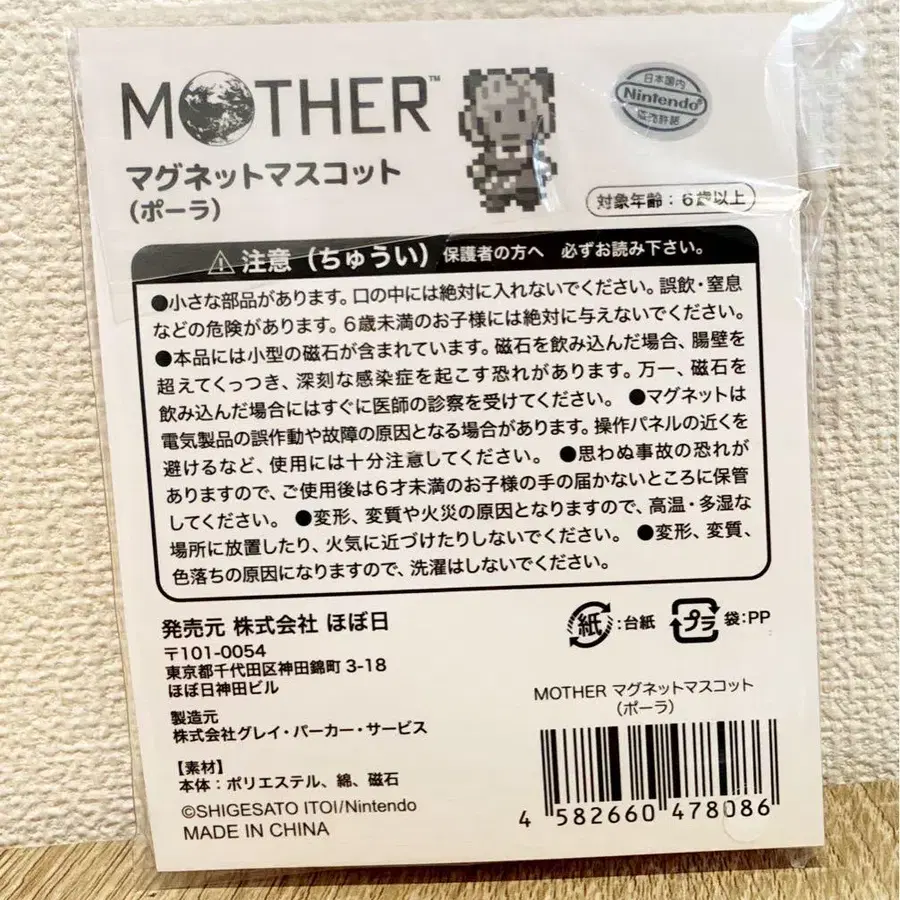 MOTHER™
マグネットマスコット
(ポーラ)
日本国内
Nintendo®
販売許諾
対象年齢：6歳以上
⚠注意（ちゅうい）保護者の方へ 必ずお読み下さい。
●小さな部品があります。口の中には絶対に入れないでください。誤飲・窒息
などの危険があります。6歳未満のお子様には絶対に与えないでください。
●本品には小型の磁石が含まれています。磁石を飲み込んだ場合、腸壁を
超えてくっつき、深刻な感染症を起こす恐れがあります。万一、磁石を
飲み込んだ場合にはすぐに医師の診察を受けてください。 ●マグネットは
電気製品の誤作動や故障の原因となる場合があります。操作パネルの近くを
避けるなど、使用には十分注意してください。 ●思わぬ事故の恐れが
ありますので、ご使用後は6才未満のお子様の手の届かないところに保管
してください。 ●変形、変質や火災の原因となりますので、高温・多湿な
場所に放置したり、火気に近づけたりしないでください。 ●変形、変質、
色落ちの原因になりますので、洗濯はしないでください。
発売元 株式会社 ほぼ日
〒101-0054
東京都千代田区神田錦町 3-18
ほぼ日神田ビル
製造元
株式会社グレイ・パーカー・サービス
【素材】
本体：ポリエステル、綿、磁石
©SHIGESATO ITOI/Nintendo
MADE IN CHINA
紙：台紙 プラ 袋：PP
MOTHER マグネットマスコット
(ポーラ)
4 582660 478086